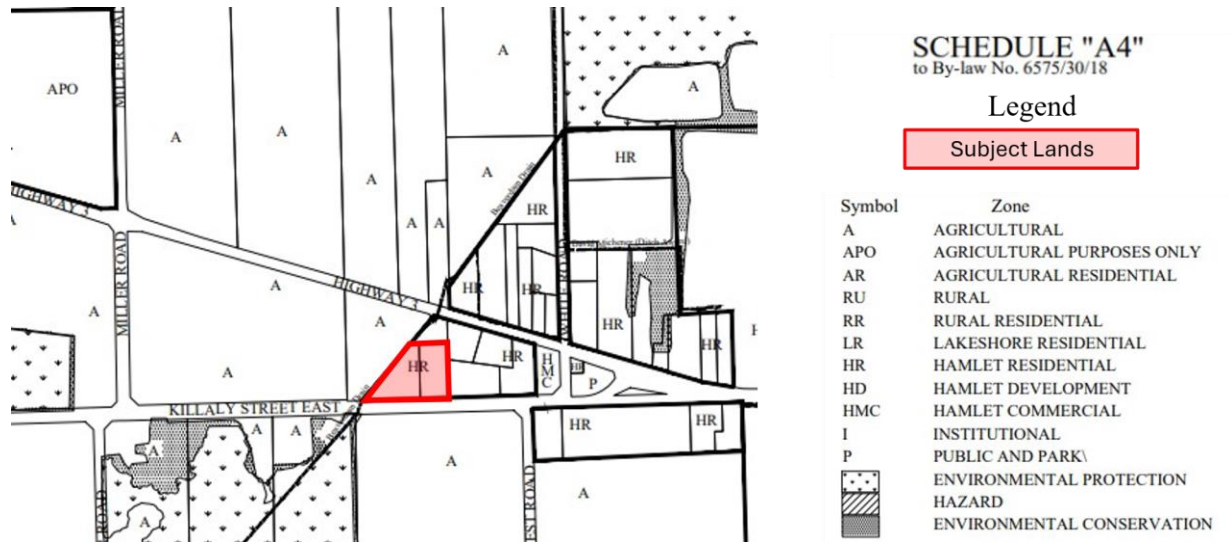 SCHEDULE "A4"
to By-law No. 6575/30/18
Legend
Subject Lands
Symbol Zone
A AGRICULTURAL
APO AGRICULTURAL PURPOSES ONLY
AR AGRICULTURAL RESIDENTIAL
RU RURAL
RR RURAL RESIDENTIAL
LR LAKESHORE RESIDENTIAL
HR HAMLET RESIDENTIAL
HD HAMLET DEVELOPMENT
HMC HAMLET COMMERCIAL
I INSTITUTIONAL
P PUBLIC AND PARK\
ENVIRONMENTAL PROTECTION
HAZARD
ENVIRONMENTAL CONSERVATION
MILLER ROAD
A
A
APO
A
A
HR
A
A
HIGHWAY 3
A
A
HR
MILLER ROAD
A
HIGHWAY 3
HR
HR
A
A
HR
HR
HR
HMC
HR
A
P
KILLALY STREET EAST
A
A
HR
HR
A
A
A
ROAD
A